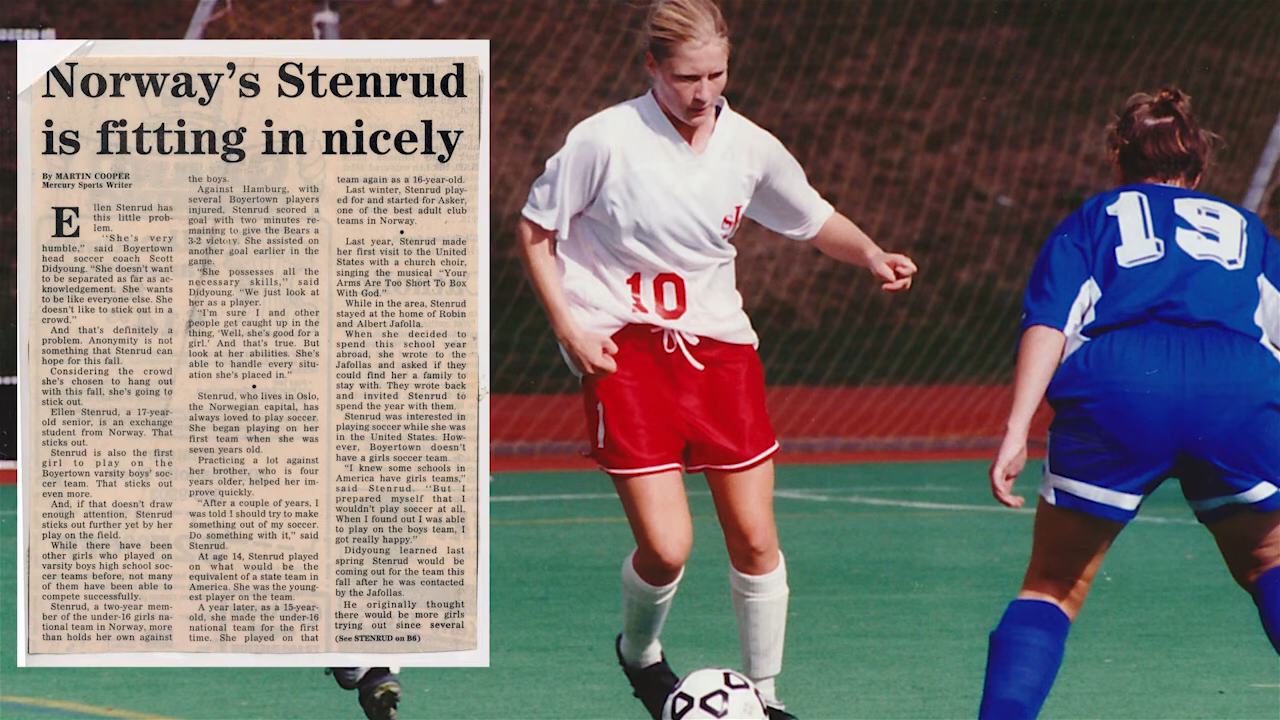 Norway's Stenrud
is fitting in nicely
By MARTIN COOPER
Mercury Sports Writer
Ellen Stenrud has
this little prob-
lem.
"She's very
humble," said Boyertown
head soccer coach Scott
Didyoung. "She doesn't want
to be separated as far as ac-
knowledgement. She wants
to be like everyone else. She
doesn't like to stick out in a
crowd."
And that's definitely a
problem. Anonymity is not
something that Stenrud can
hope for this fall.
Considering the crowd
she's chosen to hang out
with this fall, she's going to
stick out.
Ellen Stenrud, a 17-year-
old senior, is an exchange
student from Norway. That
sticks out.
Stenrud is also the first
girl to play on the
Boyertown varsity boys' soc-
cer team. That sticks out
even more.
And, if that doesn't draw
enough attention, Stenrud
sticks out further yet by her
play on the field.
While there have been
other girls who played on
varsity boys high school soc-
cer teams before, not many
of them have been able to
compete successfully.
Stenrud, a two-year mem-
ber of the under-16 girls na-
tional team in Norway, more
than holds her own against
the boys.
Against Hamburg, with
several Boyertown players
injured, Stenrud scored a
goal with two minutes re-
maining to give the Bears a
3-2 victory. She assisted on
another goal earlier in the
game.
"She possesses all the
necessary skills," said
Didyoung. "We just look at
her as a player.
"I'm sure I and other
people get caught up in the
thing, 'Well, she's good for a
girl.' And that's true. But
look at her abilities. She's
able to handle every situ-
ation she's placed in."
•
Stenrud, who lives in Oslo,
the Norwegian capital, has
always loved to play soccer.
She began playing on her
first team when she was
seven years old.
Practicing a lot against
her brother, who is four
years older, helped her im-
prove quickly.
"After a couple of years, I
was told I should try to make
something out of my soccer.
Do something with it," said
Stenrud.
At age 14, Stenrud played
on what would be the
equivalent of a state team in
America. She was the young-
est player on the team.
A year later, as a 15-year-
old, she made the under-16
national team for the first
time. She played on that
team again as a 16-year-old.
Last winter, Stenrud play-
ed for and started for Asker,
one of the best adult club
teams in Norway.
•
Last year, Stenrud made
her first visit to the United
States with a church choir,
singing the musical "Your
Arms Are Too Short To Box
With God."
While in the area, Stenrud
stayed at the home of Robin
and Albert Jafolla.
When she decided to
spend this school year
abroad, she wrote to the
Jafollas and asked if they
could find her a family to
stay with. They wrote back
and invited Stenrud to
spend the year with them.
Stenrud was interested in
playing soccer while she was
in the United States. How-
ever, Boyertown doesn't
have a girls soccer team.
"I knew some schools in
America have girls teams,"
said Stenrud. "But I
prepared myself that I
wouldn't play soccer at all.
When I found out I was able
to play on the boys team, I
got really happy."
Didyoung learned last
spring Stenrud would be
coming out for the team this
fall after he was contacted
by the Jafollas.
He originally thought
there would be more girls
trying out since several
(See STENRUD on B6)
SJ
10
1
19